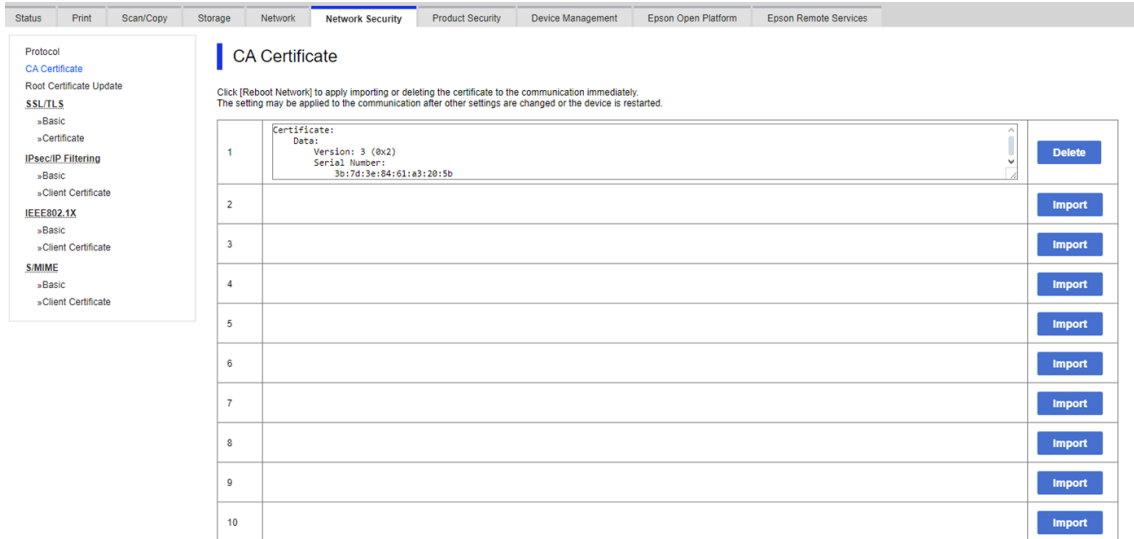 Status Print Scan/Copy Storage Network Network Security Product Security Device Management Epson Open Platform Epson Remote Services
Protocol
CA Certificate
Root Certificate Update
SSL/TLS
»Basic
»Certificate
IPsec/IP Filtering
»Basic
»Client Certificate
IEEE802.1X
»Basic
»Client Certificate
S/MIME
»Basic
»Client Certificate
CA Certificate
Click [Reboot Network] to apply importing or deleting the certificate to the communication immediately.
The setting may be applied to the communication after other settings are changed or the device is restarted.
1
Certificate:
Data:
Version: 3 (0x2)
Serial Number:
3b:7d:3e:84:61:a3:20:5b
Delete
2 Import
3 Import
4 Import
5 Import
6 Import
7 Import
8 Import
9 Import
10 Import